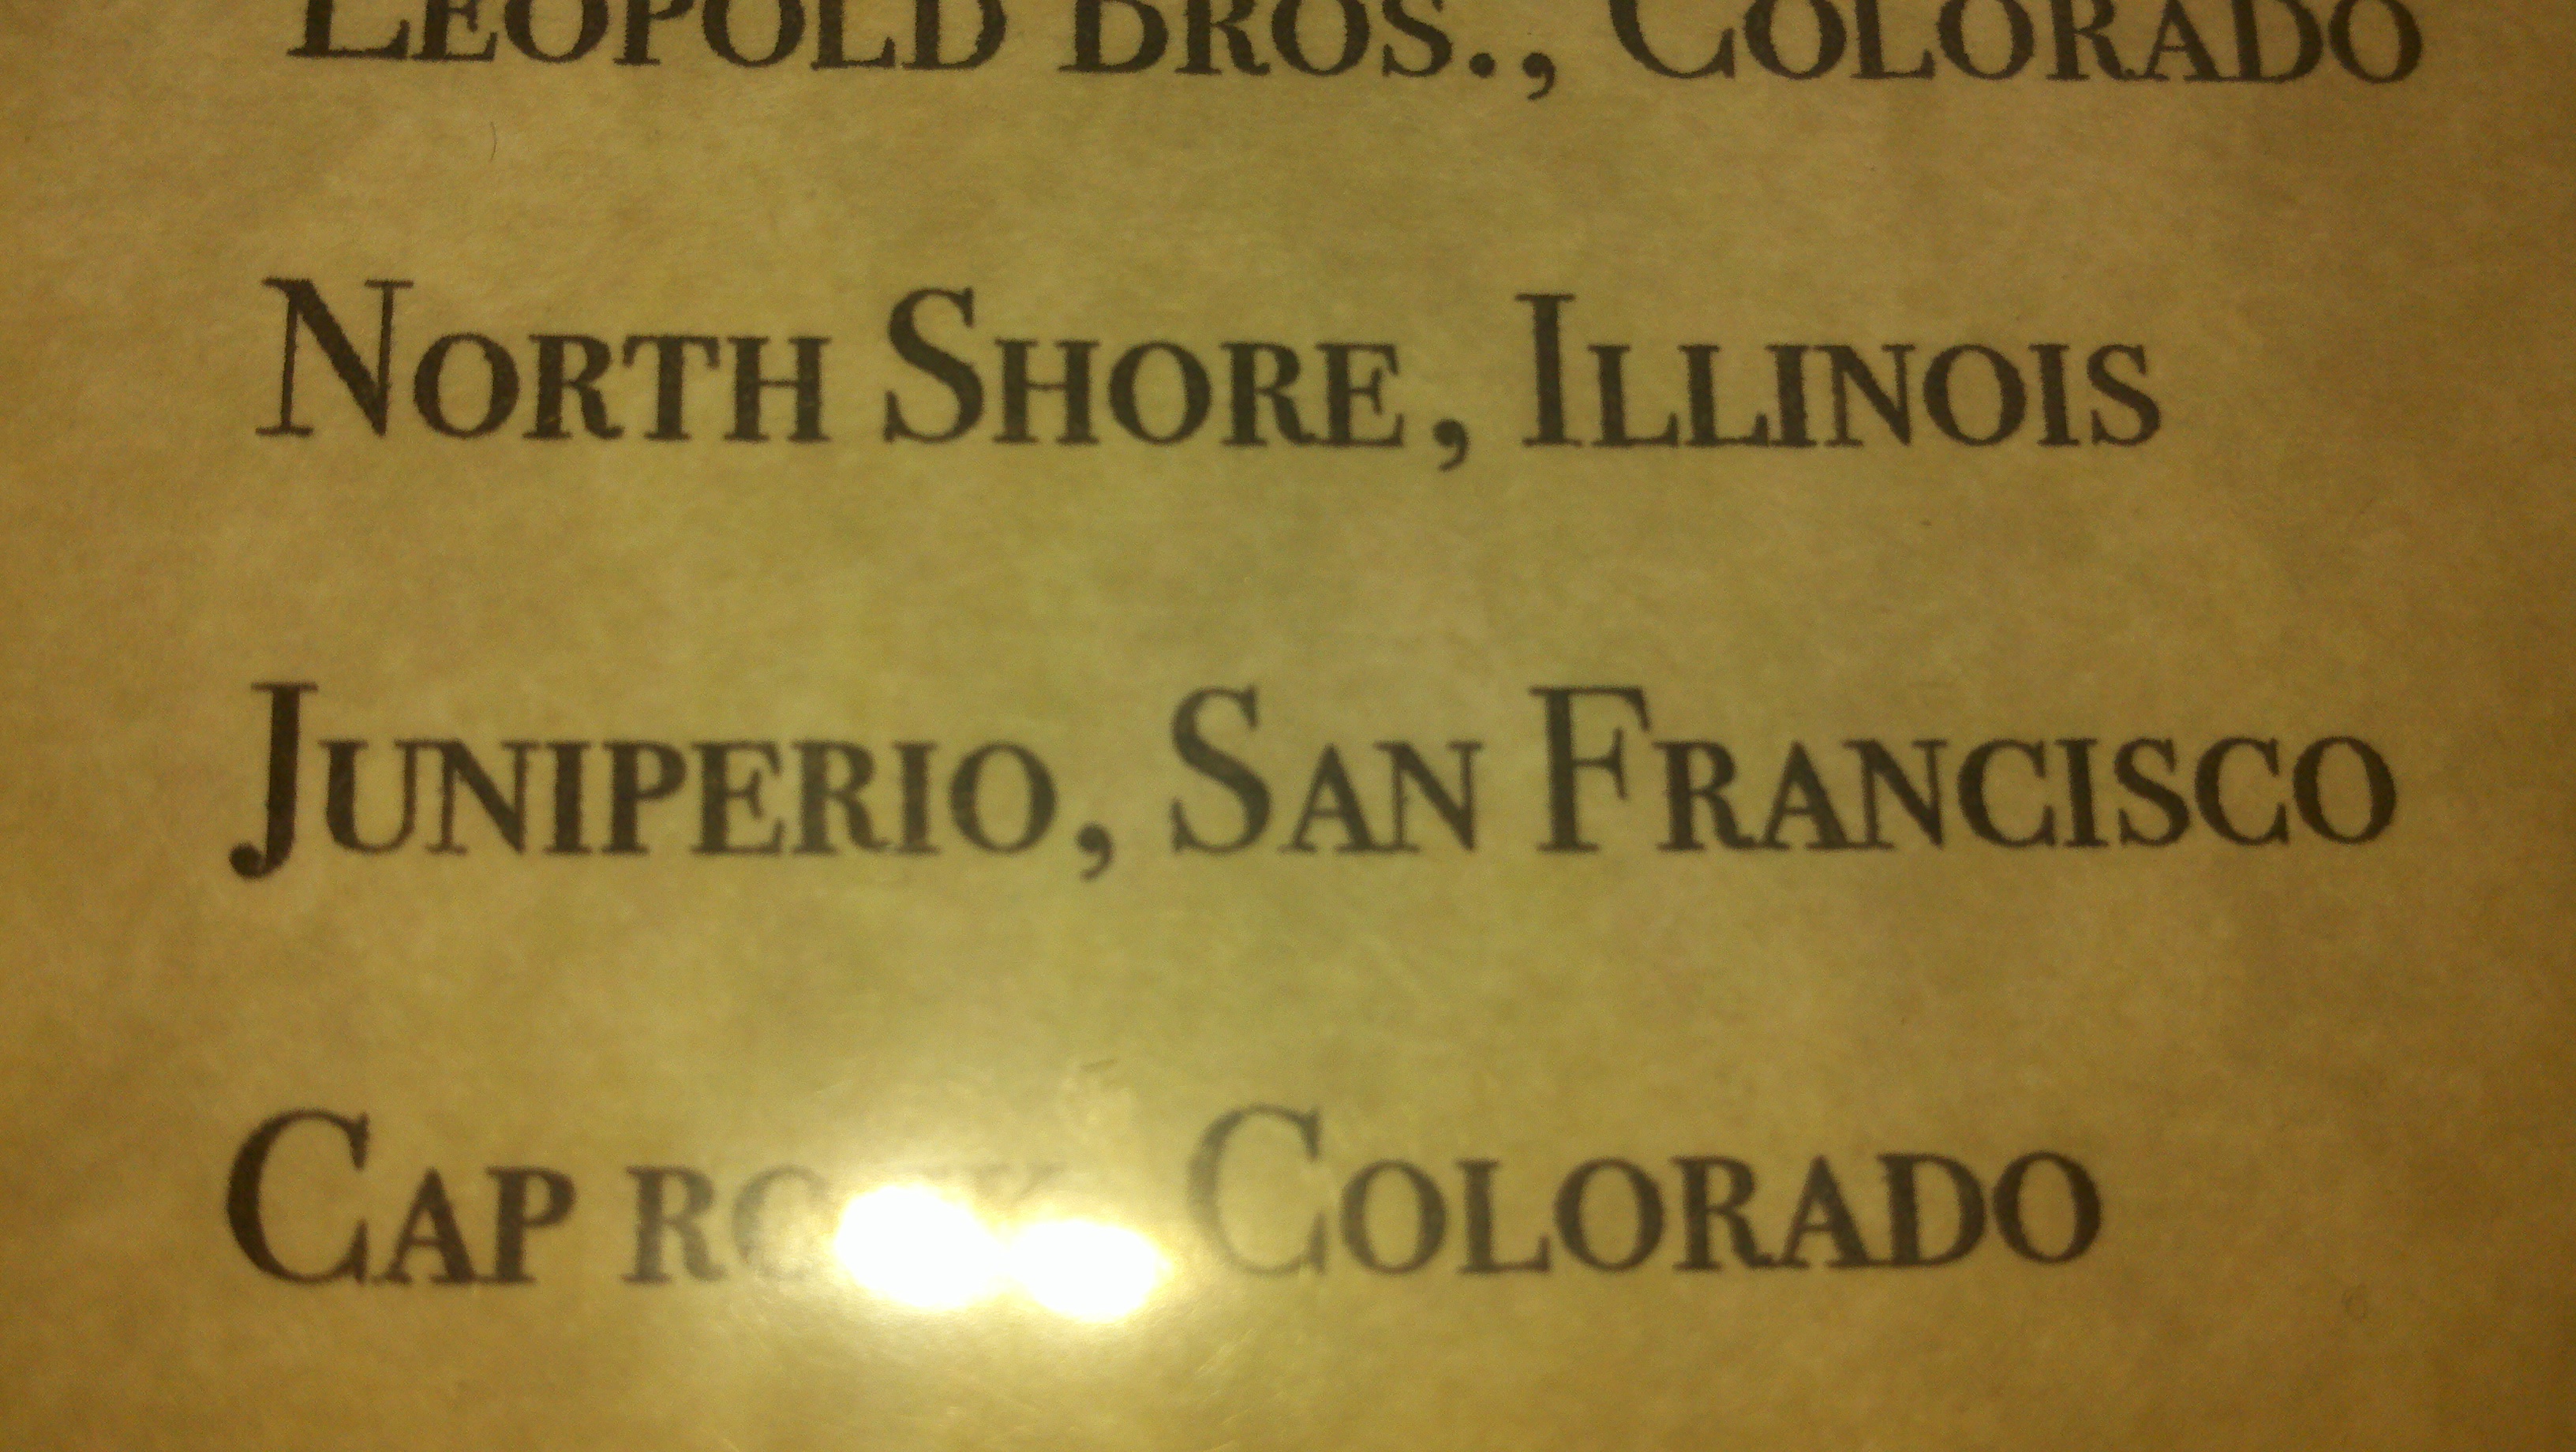 Leopold Bros., Colorado
North Shore, Illinois
Juniperio, San Francisco
Cap Colorado